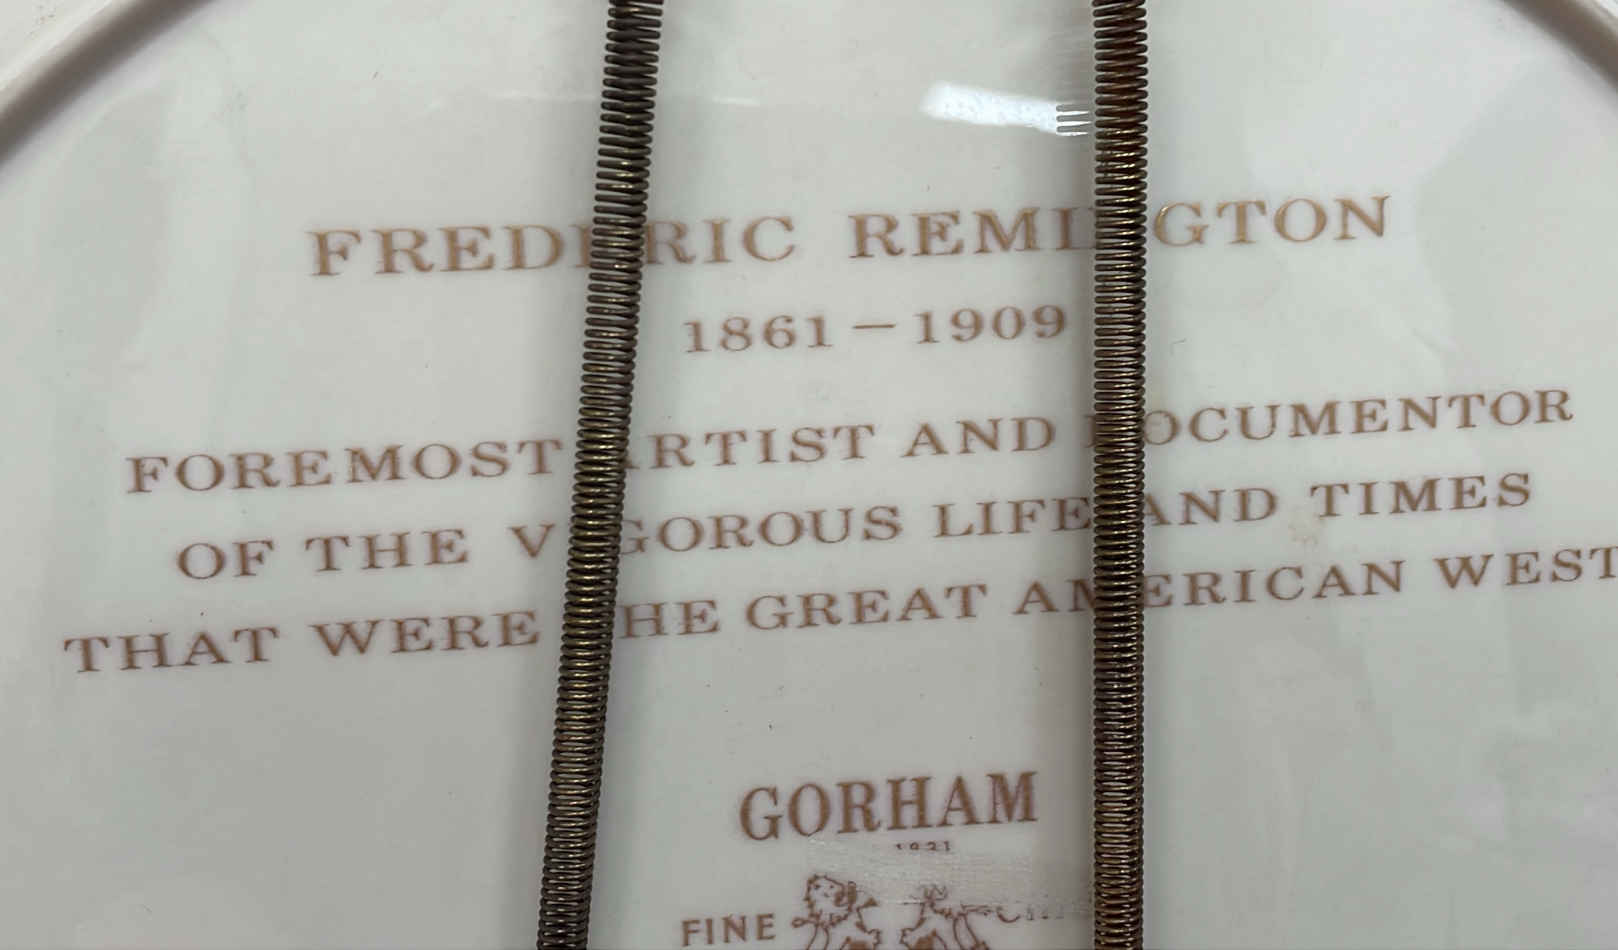 FREDERIC REMINGTON
1861 – 1909
FOREMOST ARTIST AND DOCUMENTOR
OF THE VIGOROUS LIFE AND TIMES
THAT WERE THE GREAT AMERICAN WEST
GORHAM
FINE